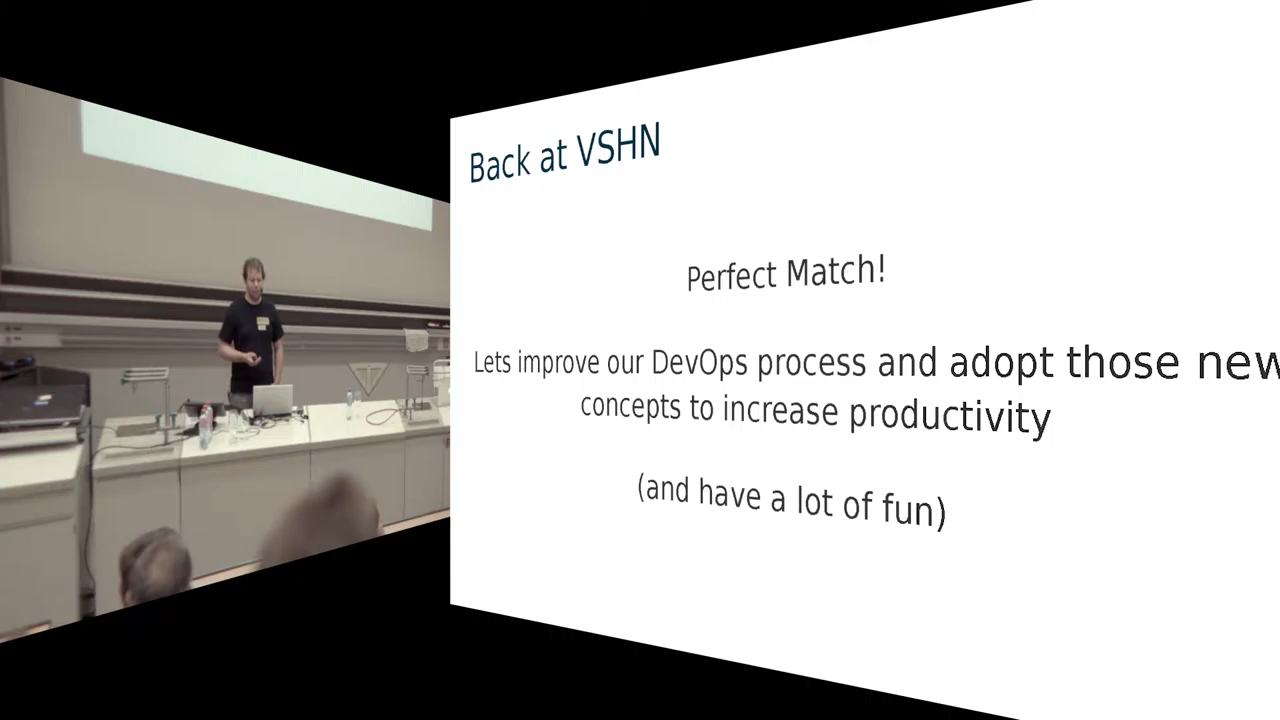 Back at VSHN
Perfect Match!
Lets improve our DevOps process and adopt those new
concepts to increase productivity
(and have a lot of fun)